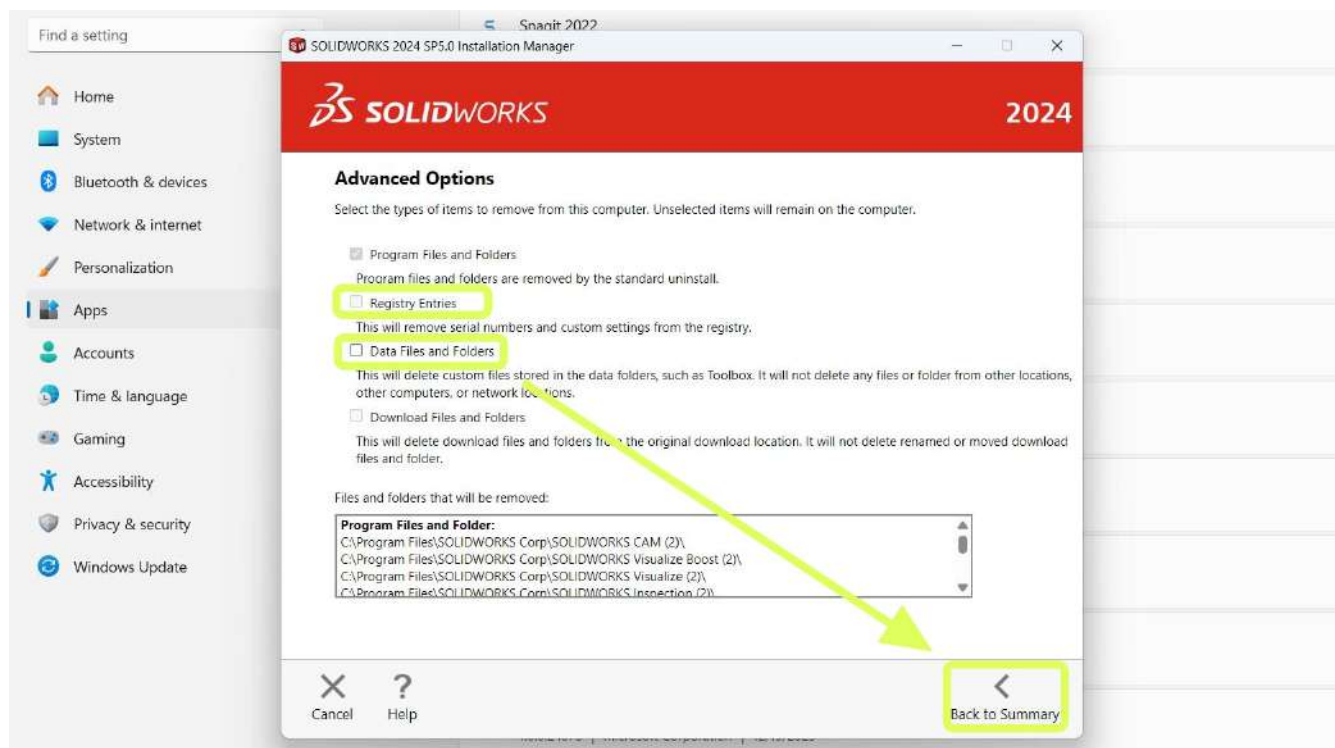 Snagit 2022
Find a setting
SOLIDWORKS 2024 SP5.0 Installation Manager
Home
System
Bluetooth & devices
Network & internet
Personalization
Apps
Accounts
Time & language
Gaming
Accessibility
Privacy & security
Windows Update
SOLIDWORKS
2024
Advanced Options
Select the types of items to remove from this computer. Unselected items will remain on the computer.
Program Files and Folders
Program files and folders are removed by the standard uninstall.
Registry Entries
This will remove serial numbers and custom settings from the registry.
Data Files and Folders
This will delete custom files stored in the data folders, such as Toolbox. It will not delete any files or folder from other locations,
other computers, or network locations.
Download Files and Folders
This will delete download files and folders from the original download location. It will not delete renamed or moved download
files and folder.
Files and folders that will be removed:
Program Files and Folder:
C:\Program Files\SOLIDWORKS Corp\SOLIDWORKS CAM (2)\
C:\Program Files\SOLIDWORKS Corp\SOLIDWORKS Visualize Boost (2)\
C:\Program Files\SOLIDWORKS Corp\SOLIDWORKS Visualize (2)\
C:\Program Files\SOLIDWORKS Corp\SOLIDWORKS Inspection (2)\
Cancel
Help
Back to Summary